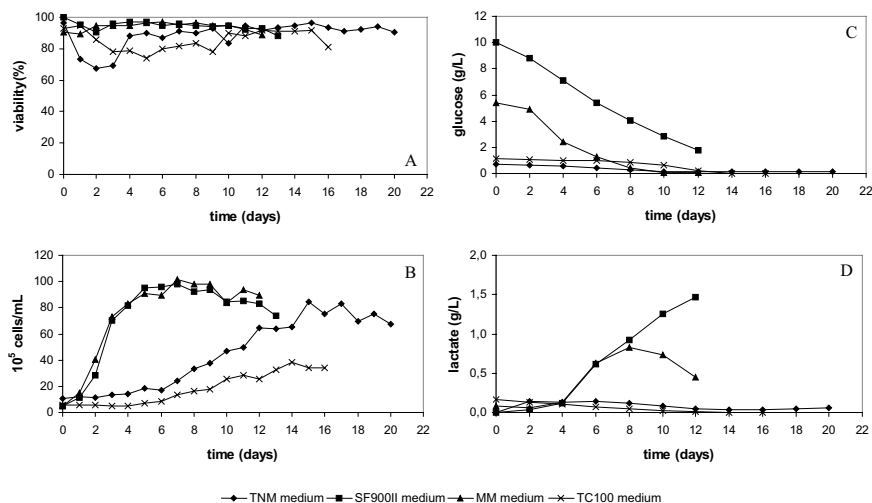 viability(%)
100
80
60
40
20
0
A
0 2 4 6 8 10 12 14 16 18 20 22
time (days)
glucose (g/L)
12
10
8
6
4
2
0
C
0 2 4 6 8 10 12 14 16 18 20 22
time (days)
10⁵ cells/mL
120
100
80
60
40
20
0
B
0 2 4 6 8 10 12 14 16 18 20 22
time (days)
lactate (g/L)
2,0
1,5
1,0
0,5
0,0
D
0 2 4 6 8 10 12 14 16 18 20 22
time (days)
TNM medium SF900II medium MM medium TC100 medium